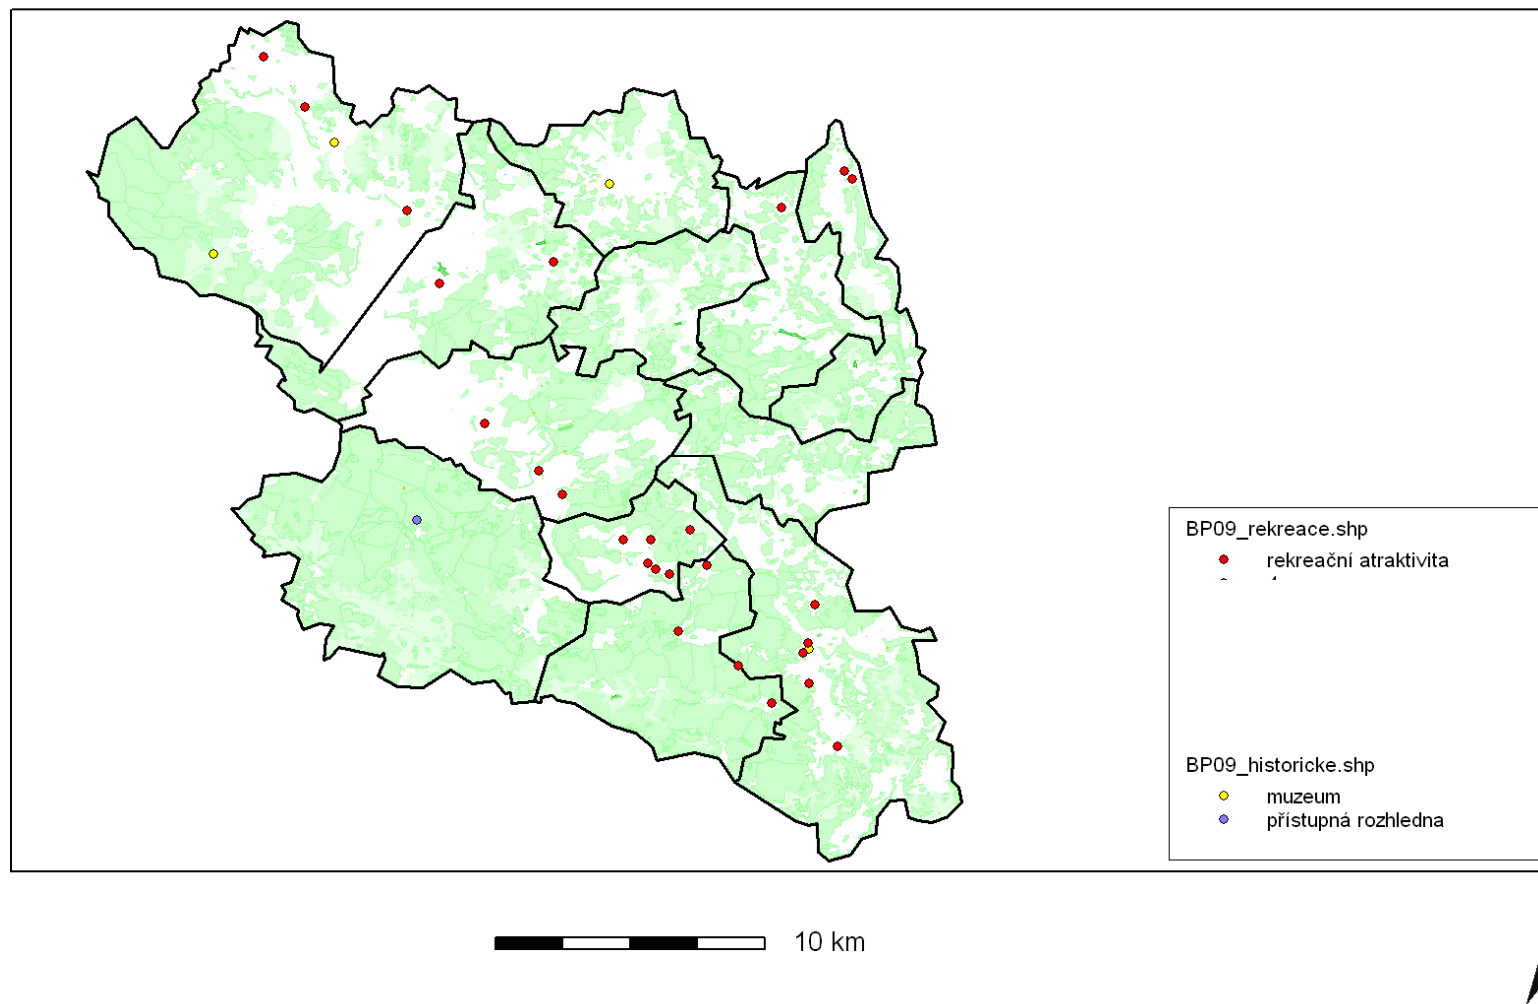 BP09_rekreace.shp
rekreační atraktivita
BP09_historicke.shp
muzeum
přístupná rozhledna
10 km